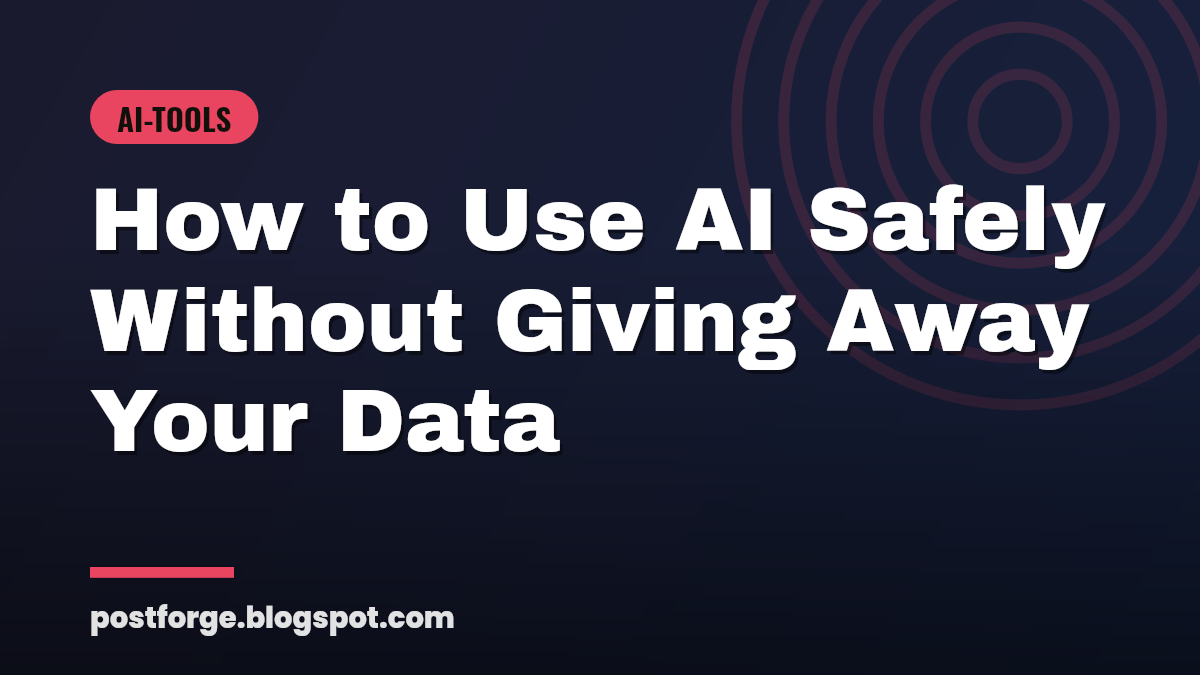 AI-TOOLS
How to Use AI Safely
Without Giving Away
Your Data
postforge.blogspot.com